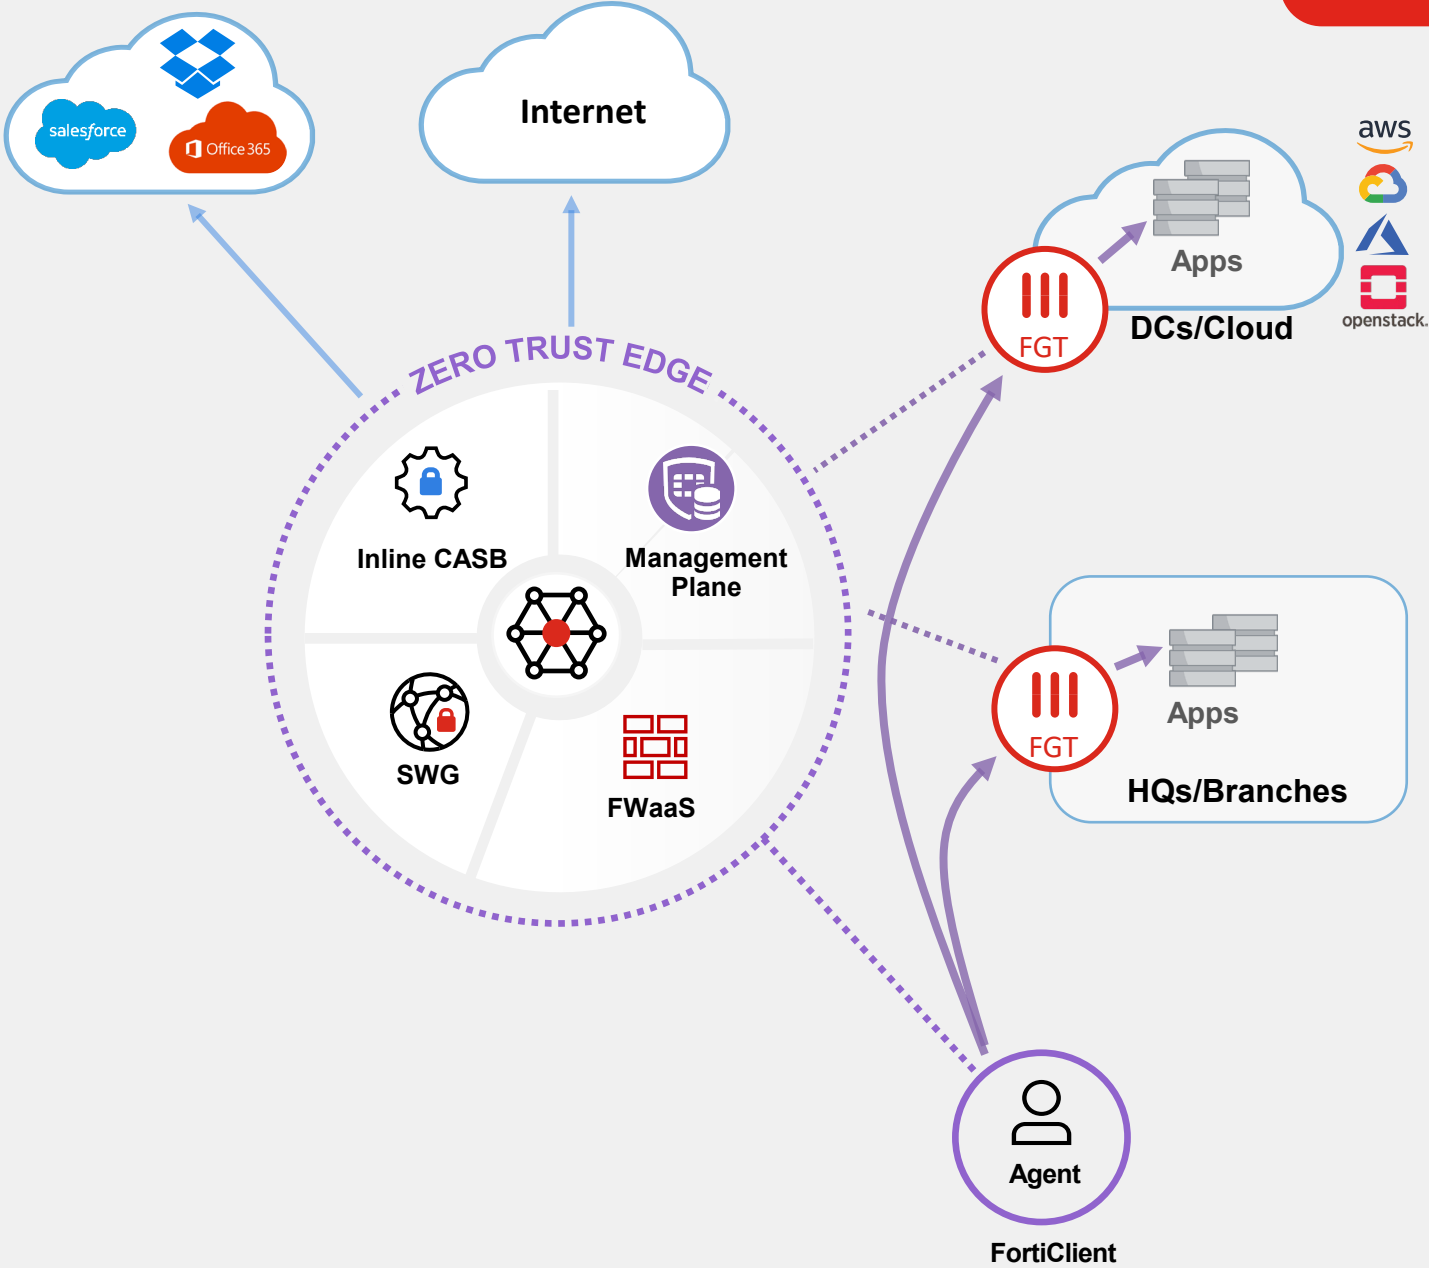 salesforce
Office 365
Internet
aws
Apps
DCs/Cloud
openstack.
FGT
ZERO TRUST EDGE
Inline CASB
Management
Plane
SWG
FWaaS
Apps
FGT
HQs/Branches
Agent
FortiClient